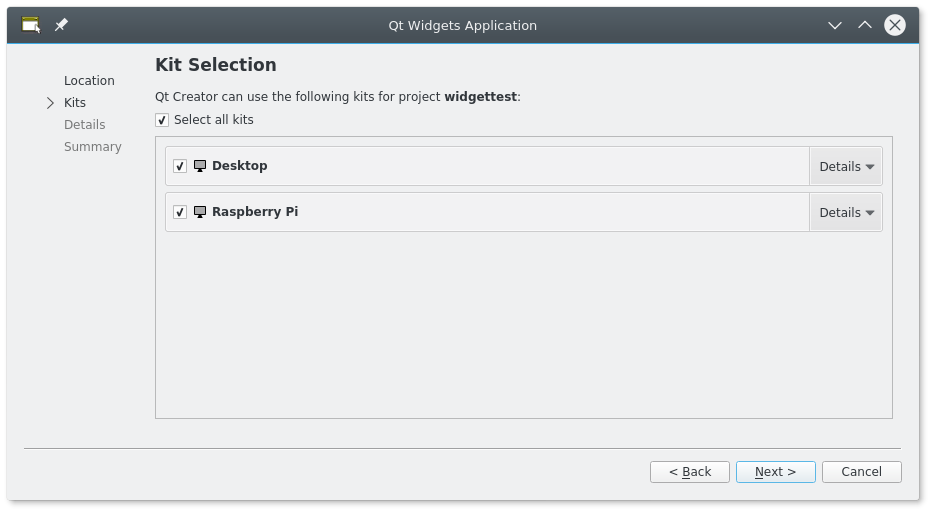 Qt Widgets Application
Location
Kits
Details
Summary
Kit Selection
Qt Creator can use the following kits for project widgettest:
Select all kits
Desktop
Details
Raspberry Pi
Details
< Back
Next >
Cancel